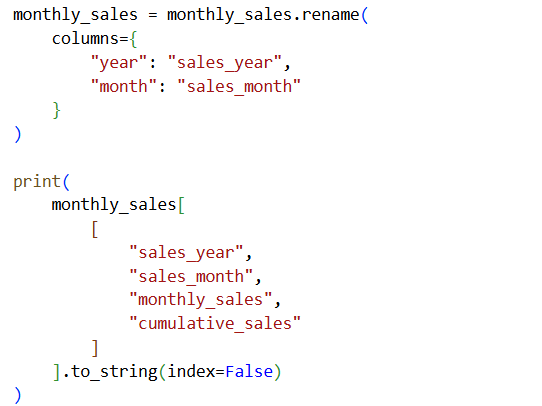 monthly_sales = monthly_sales.rename(
    columns={
        "year": "sales_year",
        "month": "sales_month"
    }
)

print(
    monthly_sales[
        [
            "sales_year",
            "sales_month",
            "monthly_sales",
            "cumulative_sales"
        ]
    ].to_string(index=False)
)